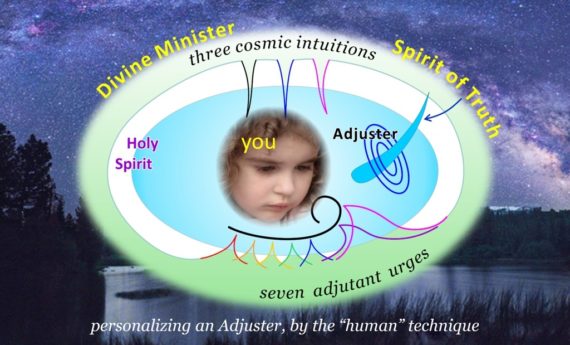 Divine Minister
three cosmic intuitions
Spirit of Truth
Holy
Spirit
you
Adjuster
seven adjutant urges
personalizing an Adjuster, by the “human” technique